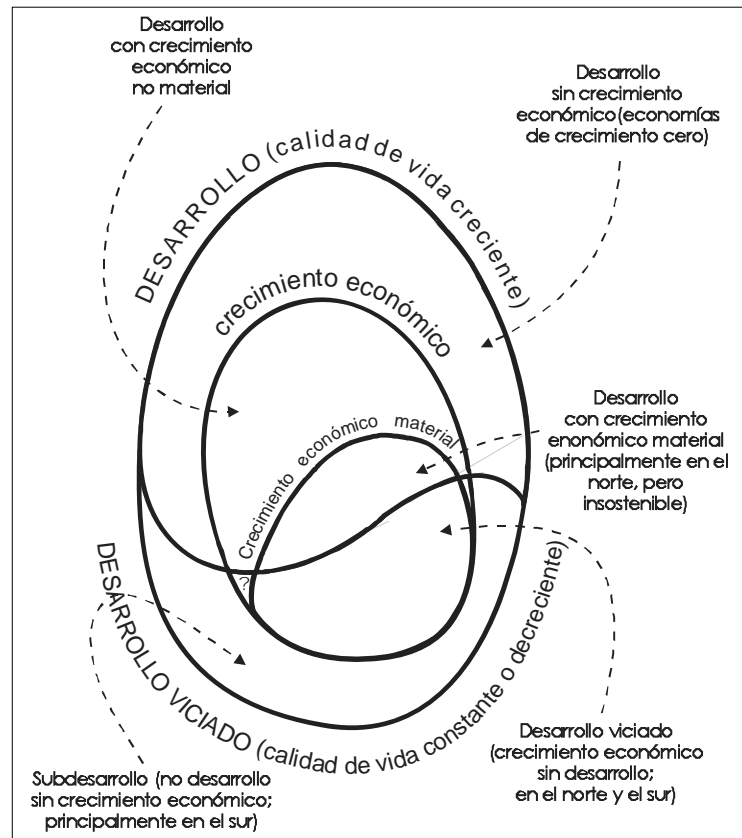 Desarrollo
con crecimiento
económico
no material
Desarrollo
sin crecimiento
económico(economías
de crecimiento cero)
DESARROLLO (calidad de vida creciente)
crecimiento económico
Crecimiento económico material
Desarrollo
con crecimiento
enonómico material
(principalmente en el
norte, pero
insostenible)
?
DESARROLLO VICIADO (calidad de vida constante o decreciente)
Subdesarrollo (no desarrollo
sin crecimiento económico;
principalmente en el sur)
Desarrollo viciado
(crecimiento económico
sin desarrollo;
en el norte y el sur)